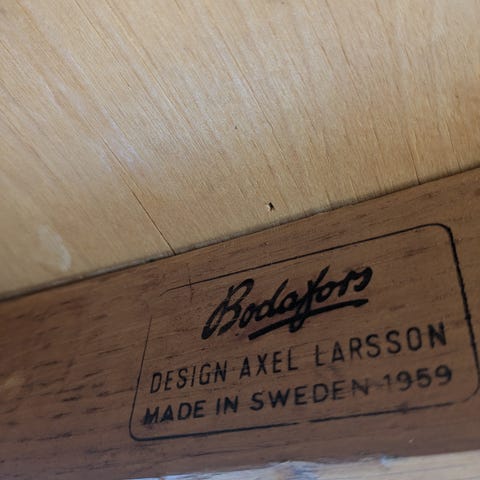 Bodafors
DESIGN·AXEL LARSSON
MADE IN SWEDEN·1959